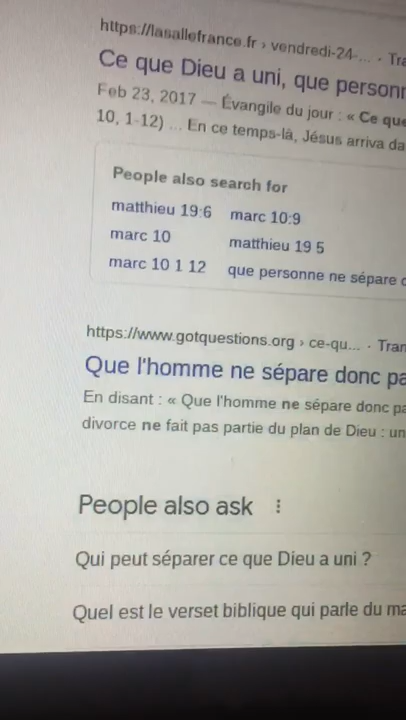 https://lasallefrance.fr › vendredi-24-... · Tra
Ce que Dieu a uni, que personn
Feb 23, 2017 — Évangile du jour : « Ce que
10, 1-12) ... En ce temps-là, Jésus arriva da
People also search for
matthieu 19:6 marc 10:9
marc 10 matthieu 19 5
marc 10 1 12 que personne ne sépare c
https://www.gotquestions.org › ce-qu... · Tran
Que l'homme ne sépare donc pa
En disant : « Que l'homme ne sépare donc pa
divorce ne fait pas partie du plan de Dieu : un
People also ask
Qui peut séparer ce que Dieu a uni ?
Quel est le verset biblique qui parle du ma